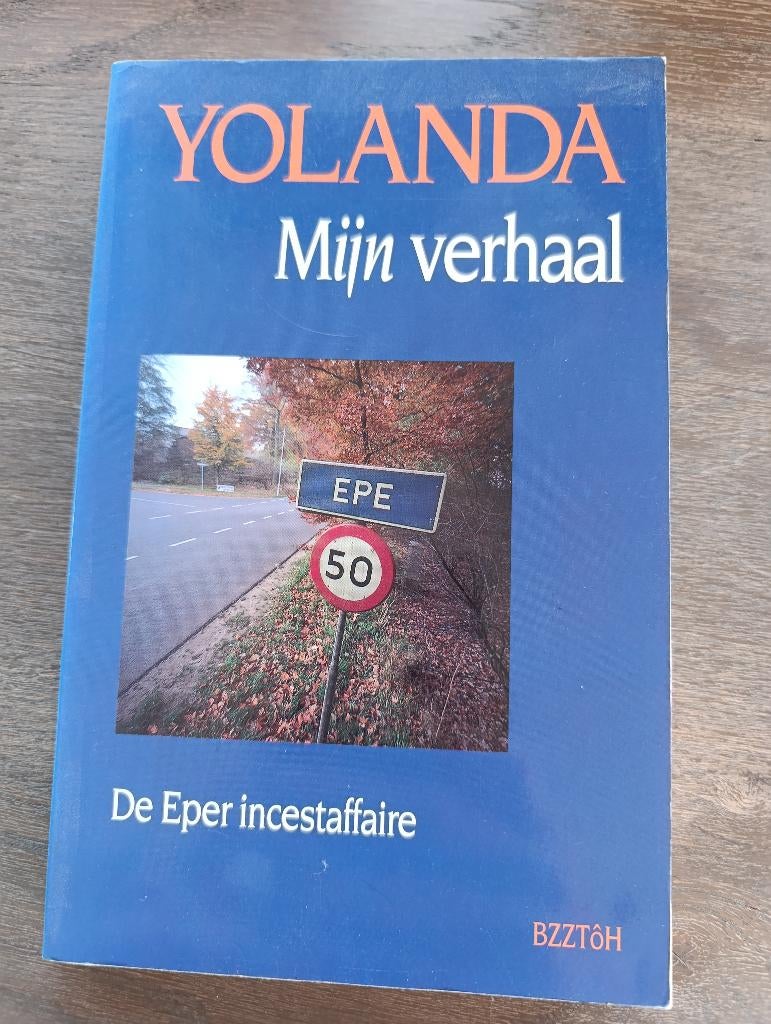 YOLANDA
Mijn verhaal
EPE
50
De Eper incestaffaire
BZZTôH